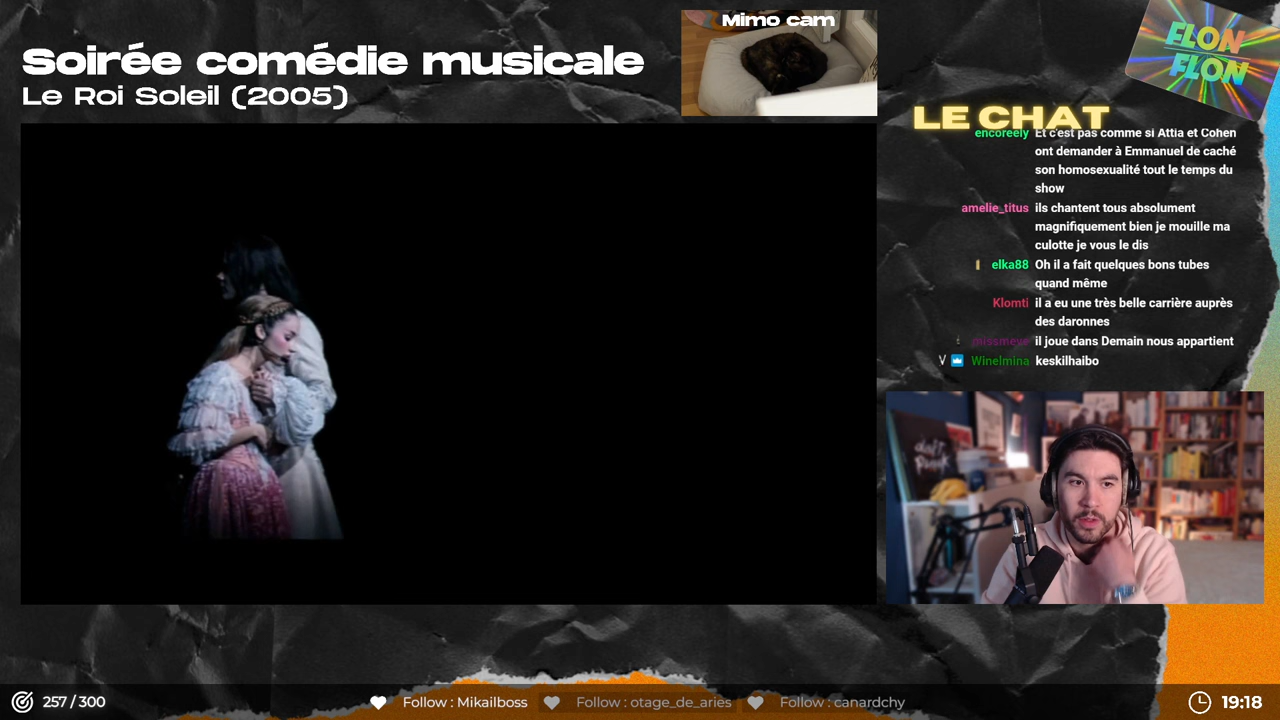 Soirée comédie musicale
Le Roi Soleil (2005)
Mimo cam
FLON
FLON
LE CHAT
encoreely Et c'est pas comme si Attia et Cohen
ont demander à Emmanuel de caché
son homosexualité tout le temps du
show
amelie_titus ils chantent tous absolument
magnifiquement bien je mouille ma
culotte je vous le dis
elka88 Oh il a fait quelques bons tubes
quand même
Klomti il a eu une très belle carrière auprès
des daronnes
il joue dans Demain nous appartient
Winelmina keskilhaibo
daft
punk
257 / 300
Follow : Mikailboss
Follow : otage_de_aries
Follow : canardchy
19:18